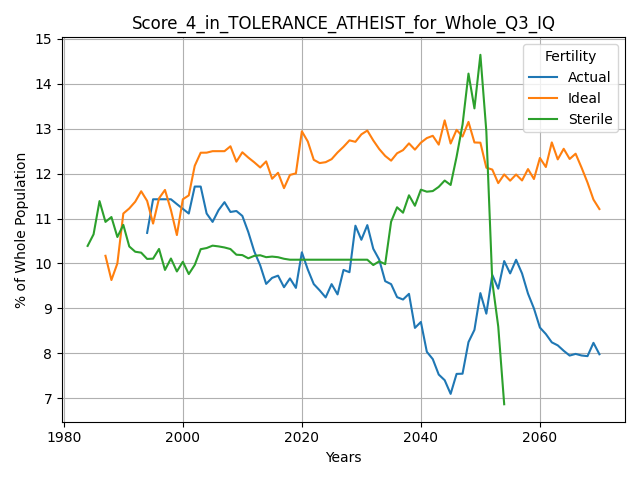 Score_4_in_TOLERANCE_ATHEIST_for_Whole_Q3_IQ
Fertility
Actual
Ideal
Sterile
% of Whole Population
15
14
13
12
11
10
9
8
7
1980
2000
2020
2040
2060
Years